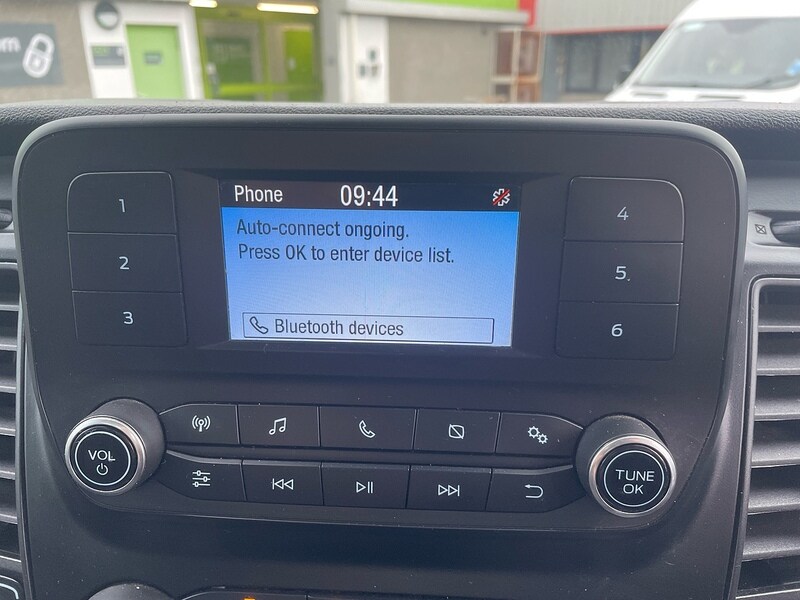 om
Phone 09:44
Auto-connect ongoing.
Press OK to enter device list.
Bluetooth devices
1
2
3
4
5.
6
VOL
TUNE
OK